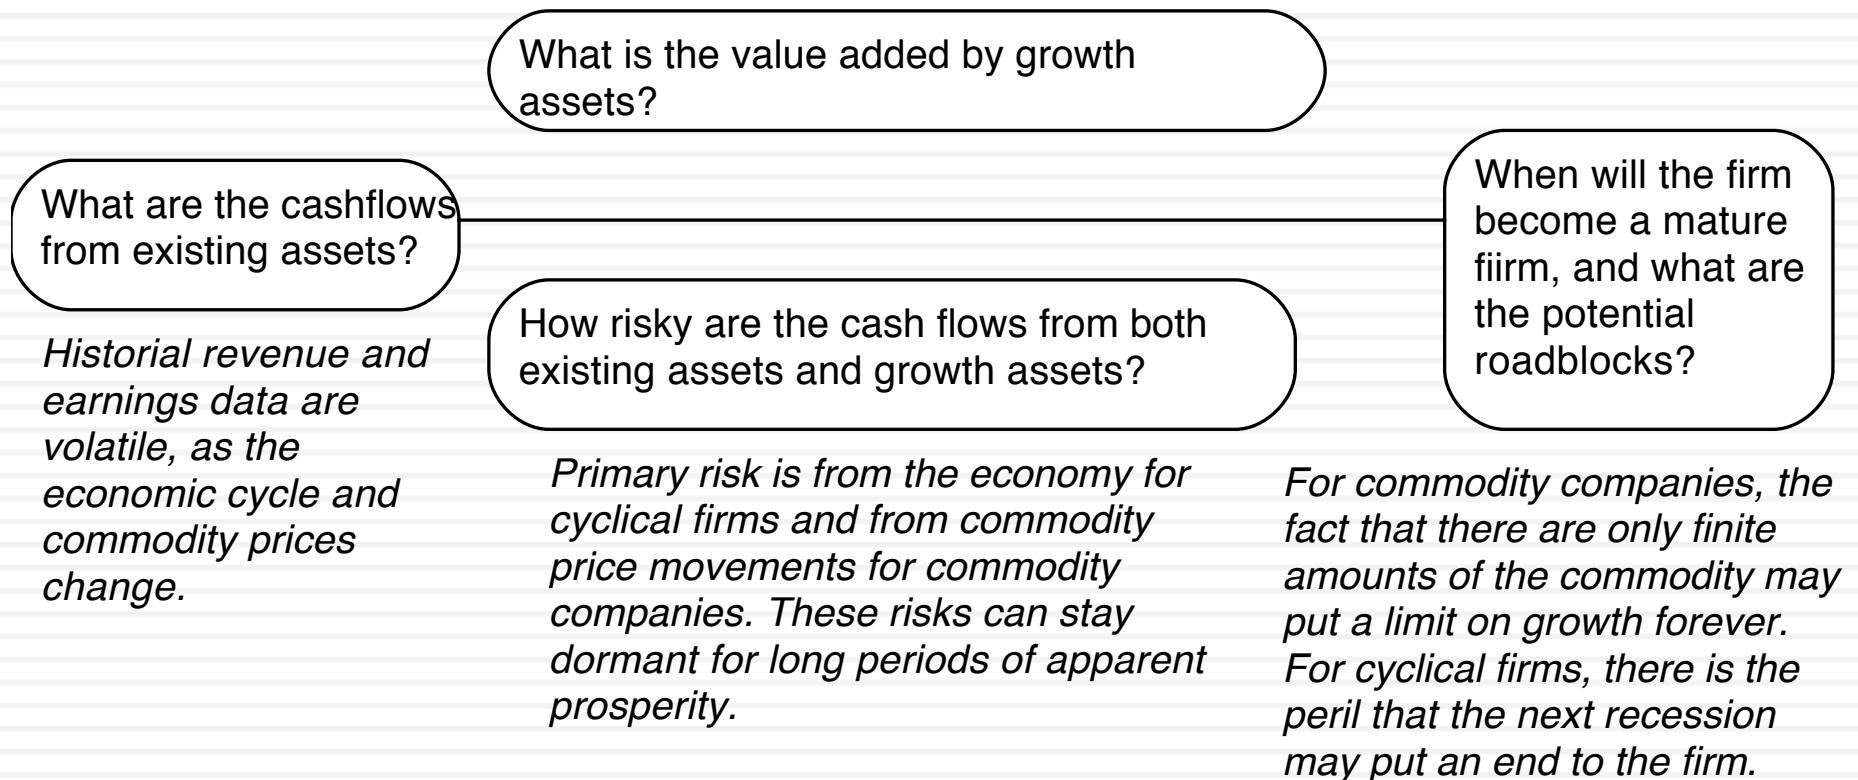 What is the value added by growth
assets?
What are the cashflows
from existing assets?
Historial revenue and
earnings data are
volatile, as the
economic cycle and
commodity prices
change.
How risky are the cash flows from both
existing assets and growth assets?
Primary risk is from the economy for
cyclical firms and from commodity
price movements for commodity
companies. These risks can stay
dormant for long periods of apparent
prosperity.
When will the firm
become a mature
fiirm, and what are
the potential
roadblocks?
For commodity companies, the
fact that there are only finite
amounts of the commodity may
put a limit on growth forever.
For cyclical firms, there is the
peril that the next recession
may put an end to the firm.